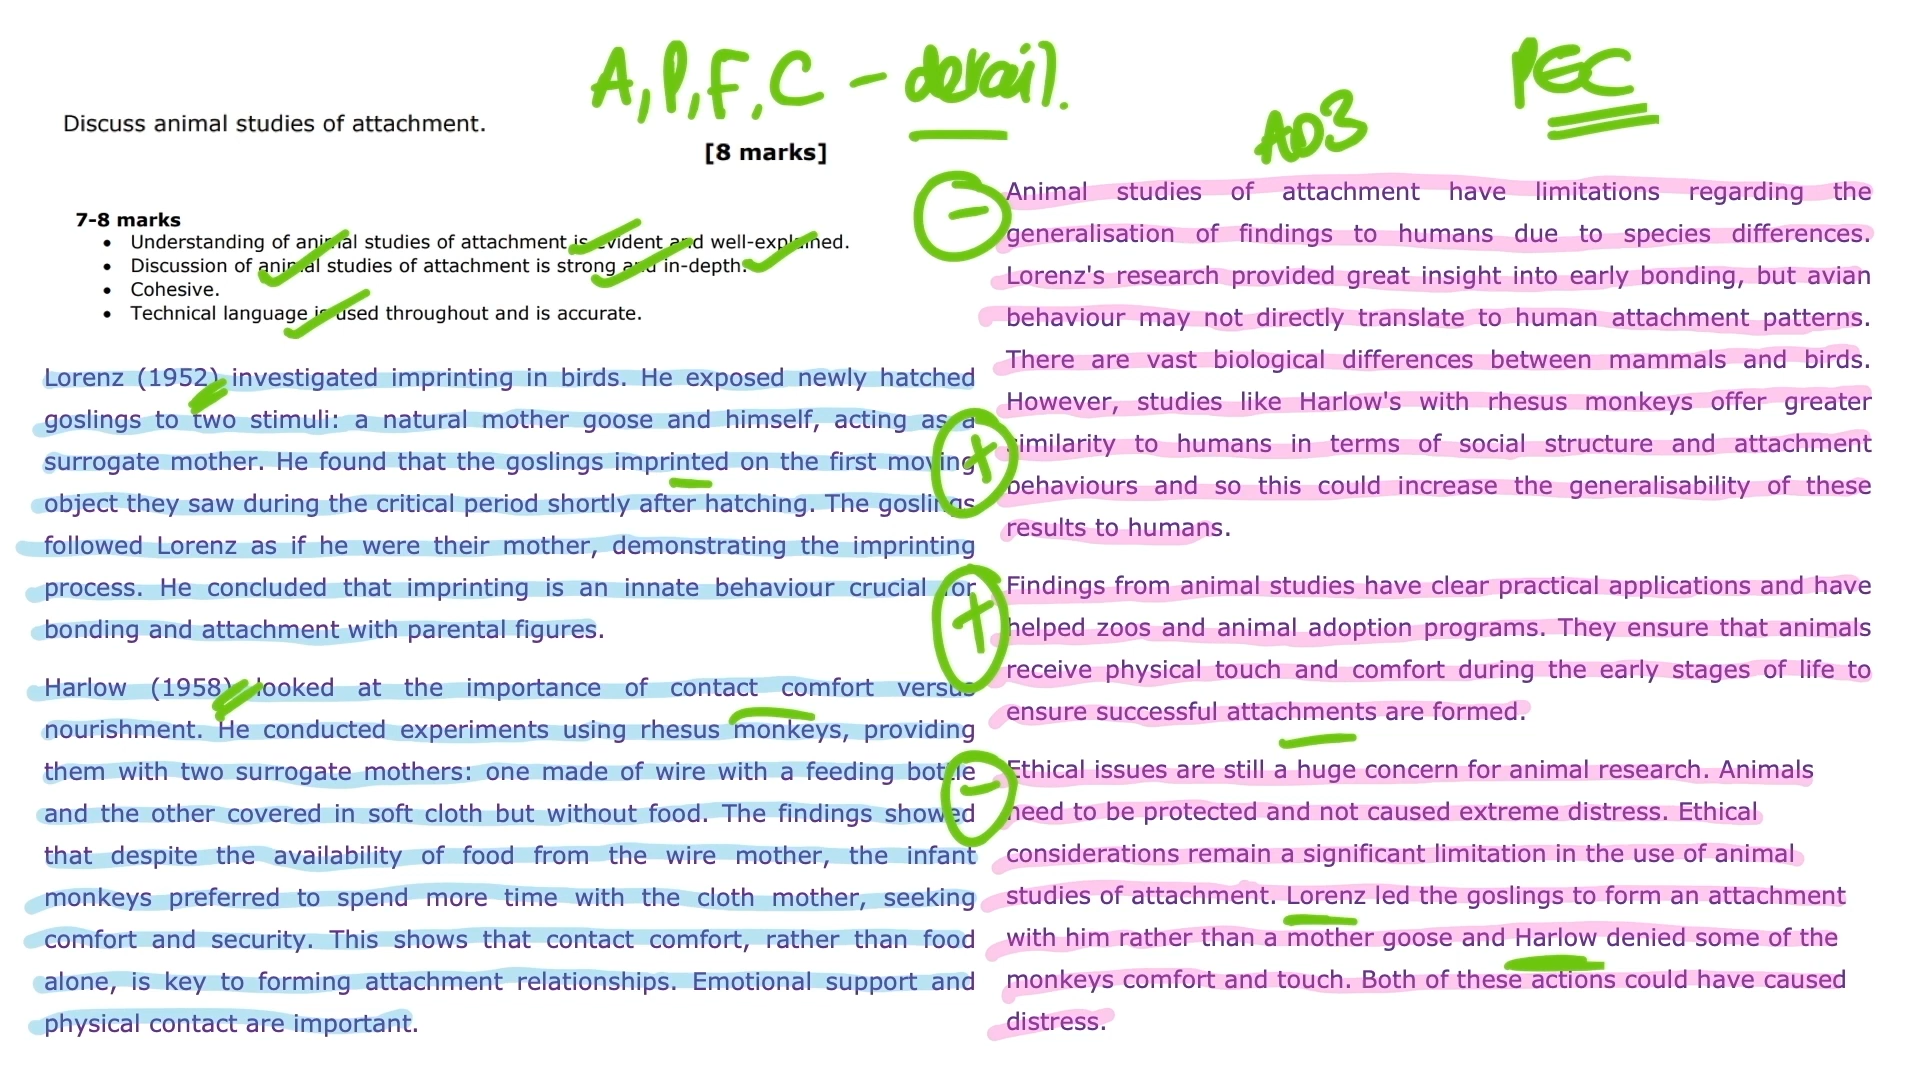 A, P, F, C – detail.
PEC
AO3
Discuss animal studies of attachment.
[8 marks]
7-8 marks
• Understanding of animal studies of attachment is evident and well-explained.
• Discussion of animal studies of attachment is strong and in-depth.
• Cohesive.
• Technical language is used throughout and is accurate.
Lorenz (1952) investigated imprinting in birds. He exposed newly hatched
goslings to two stimuli: a natural mother goose and himself, acting as a
surrogate mother. He found that the goslings imprinted on the first moving
object they saw during the critical period shortly after hatching. The goslings
followed Lorenz as if he were their mother, demonstrating the imprinting
process. He concluded that imprinting is an innate behaviour crucial for
bonding and attachment with parental figures.
Harlow (1958) looked at the importance of contact comfort versus
nourishment. He conducted experiments using rhesus monkeys, providing
them with two surrogate mothers: one made of wire with a feeding bottle
and the other covered in soft cloth but without food. The findings showed
that despite the availability of food from the wire mother, the infant
monkeys preferred to spend more time with the cloth mother, seeking
comfort and security. This shows that contact comfort, rather than food
alone, is key to forming attachment relationships. Emotional support and
physical contact are important.
–
Animal studies of attachment have limitations regarding the
generalisation of findings to humans due to species differences.
Lorenz's research provided great insight into early bonding, but avian
behaviour may not directly translate to human attachment patterns.
There are vast biological differences between mammals and birds.
However, studies like Harlow's with rhesus monkeys offer greater
+
similarity to humans in terms of social structure and attachment
behaviours and so this could increase the generalisability of these
results to humans.
+
Findings from animal studies have clear practical applications and have
helped zoos and animal adoption programs. They ensure that animals
receive physical touch and comfort during the early stages of life to
ensure successful attachments are formed.
–
Ethical issues are still a huge concern for animal research. Animals
need to be protected and not caused extreme distress. Ethical
considerations remain a significant limitation in the use of animal
studies of attachment. Lorenz led the goslings to form an attachment
with him rather than a mother goose and Harlow denied some of the
monkeys comfort and touch. Both of these actions could have caused
distress.